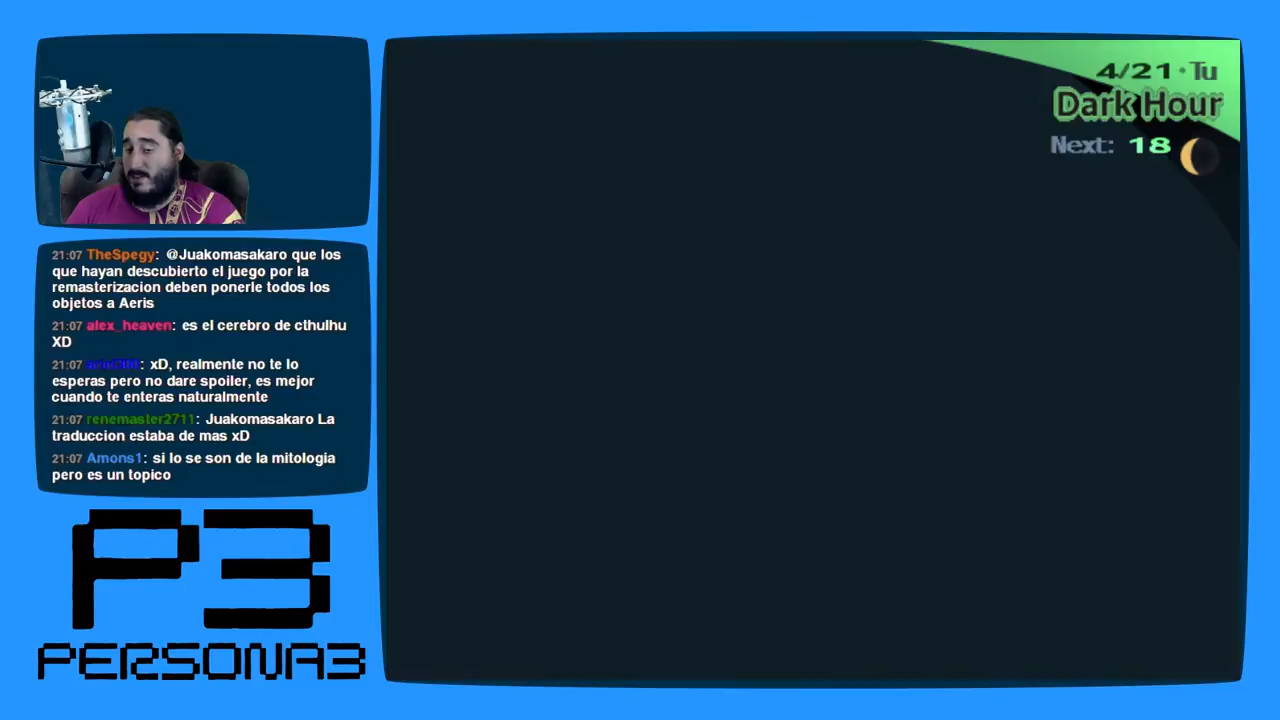 4/21·Tu
Dark Hour
Next: 18
21:07 TheSpegy: @Juakomasakaro que los
que hayan descubierto el juego por la
remasterizacion deben ponerle todos los
objetos a Aeris
21:07 alex_heaven: es el cerebro de cthulhu
XD
21:07 : xD, realmente no te lo
esperas pero no dare spoiler, es mejor
cuando te enteras naturalmente
21:07 renemaster2711: Juakomasakaro La
traduccion estaba de mas xD
21:07 Amons1: si lo se son de la mitologia
pero es un topico
P3
PERSONA3